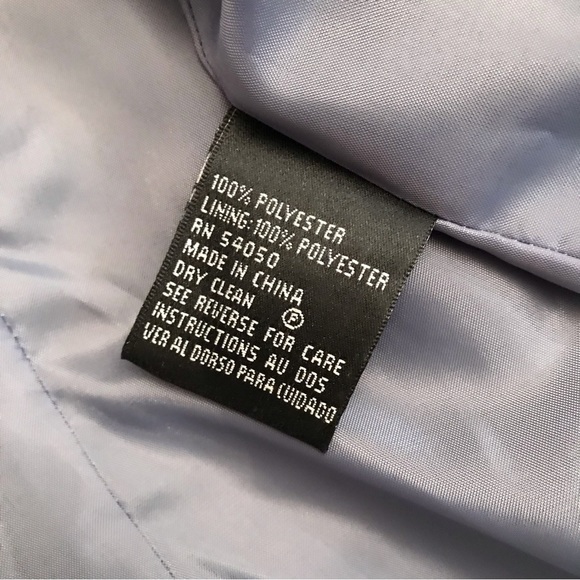 100% POLYESTER
LINING:100% POLYESTER
RN 54050
MADE IN CHINA
DRY CLEAN Ⓟ
SEE REVERSE FOR CARE
INSTRUCTIONS AU DOS
VER AL DORSO PARA CUIDADO